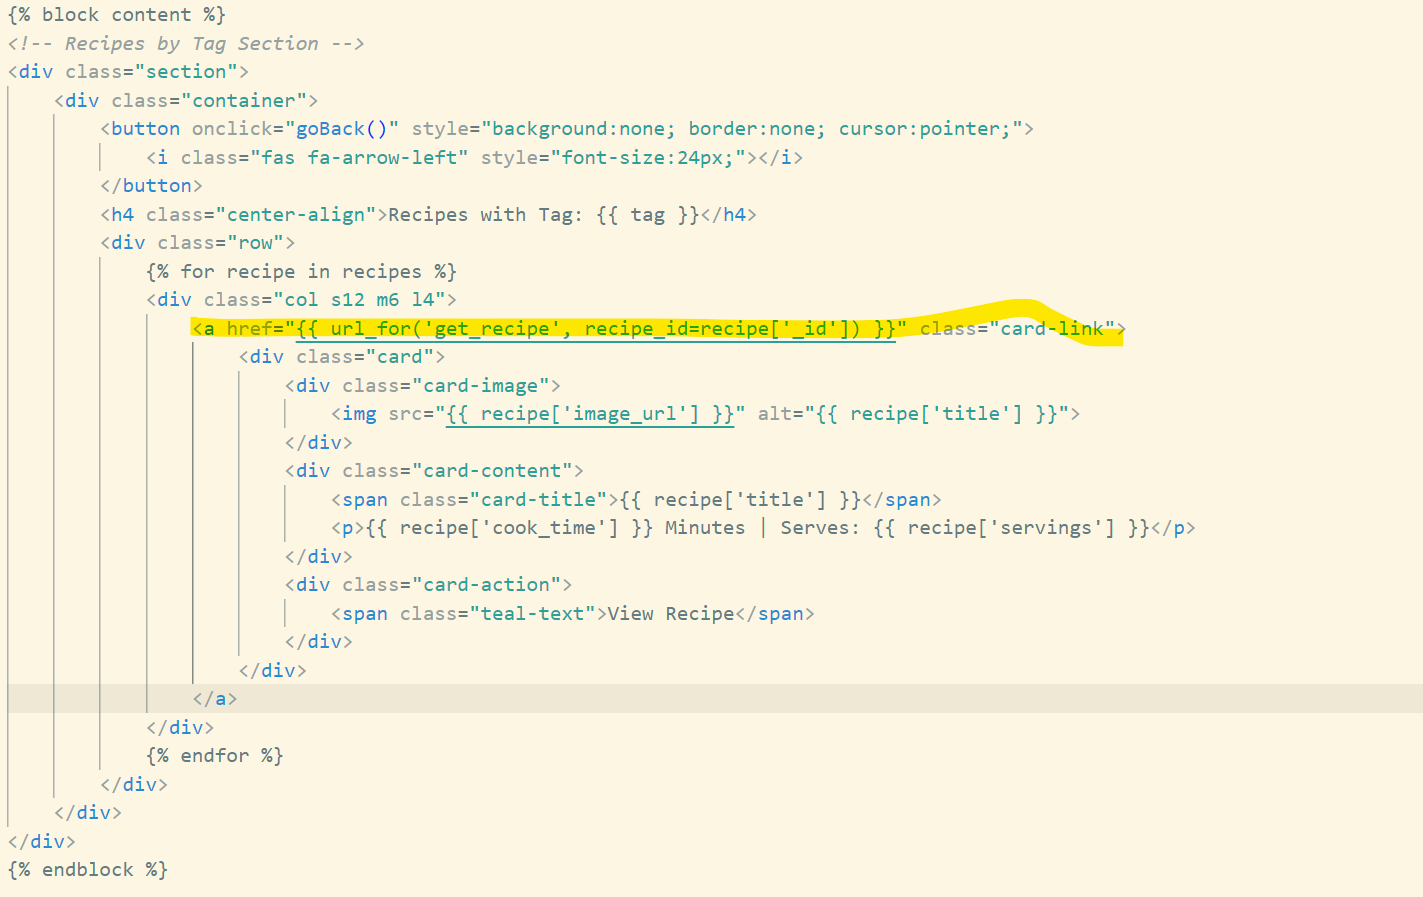 {% block content %}
<!-- Recipes by Tag Section -->
<div class="section">
    <div class="container">
        <button onclick="goBack()" style="background:none; border:none; cursor:pointer;">
            <i class="fas fa-arrow-left" style="font-size:24px;"></i>
        </button>
        <h4 class="center-align">Recipes with Tag: {{ tag }}</h4>
        <div class="row">
            {% for recipe in recipes %}
            <div class="col s12 m6 l4">
                <a href="{{ url_for('get_recipe', recipe_id=recipe['_id']) }}" class="card-link">
                    <div class="card">
                        <div class="card-image">
                            <img src="{{ recipe['image_url'] }}" alt="{{ recipe['title'] }}">
                        </div>
                        <div class="card-content">
                            <span class="card-title">{{ recipe['title'] }}</span>
                            <p>{{ recipe['cook_time'] }} Minutes | Serves: {{ recipe['servings'] }}</p>
                        </div>
                        <div class="card-action">
                            <span class="teal-text">View Recipe</span>
                        </div>
                    </div>
                </a>
            </div>
            {% endfor %}
        </div>
    </div>
</div>
{% endblock %}